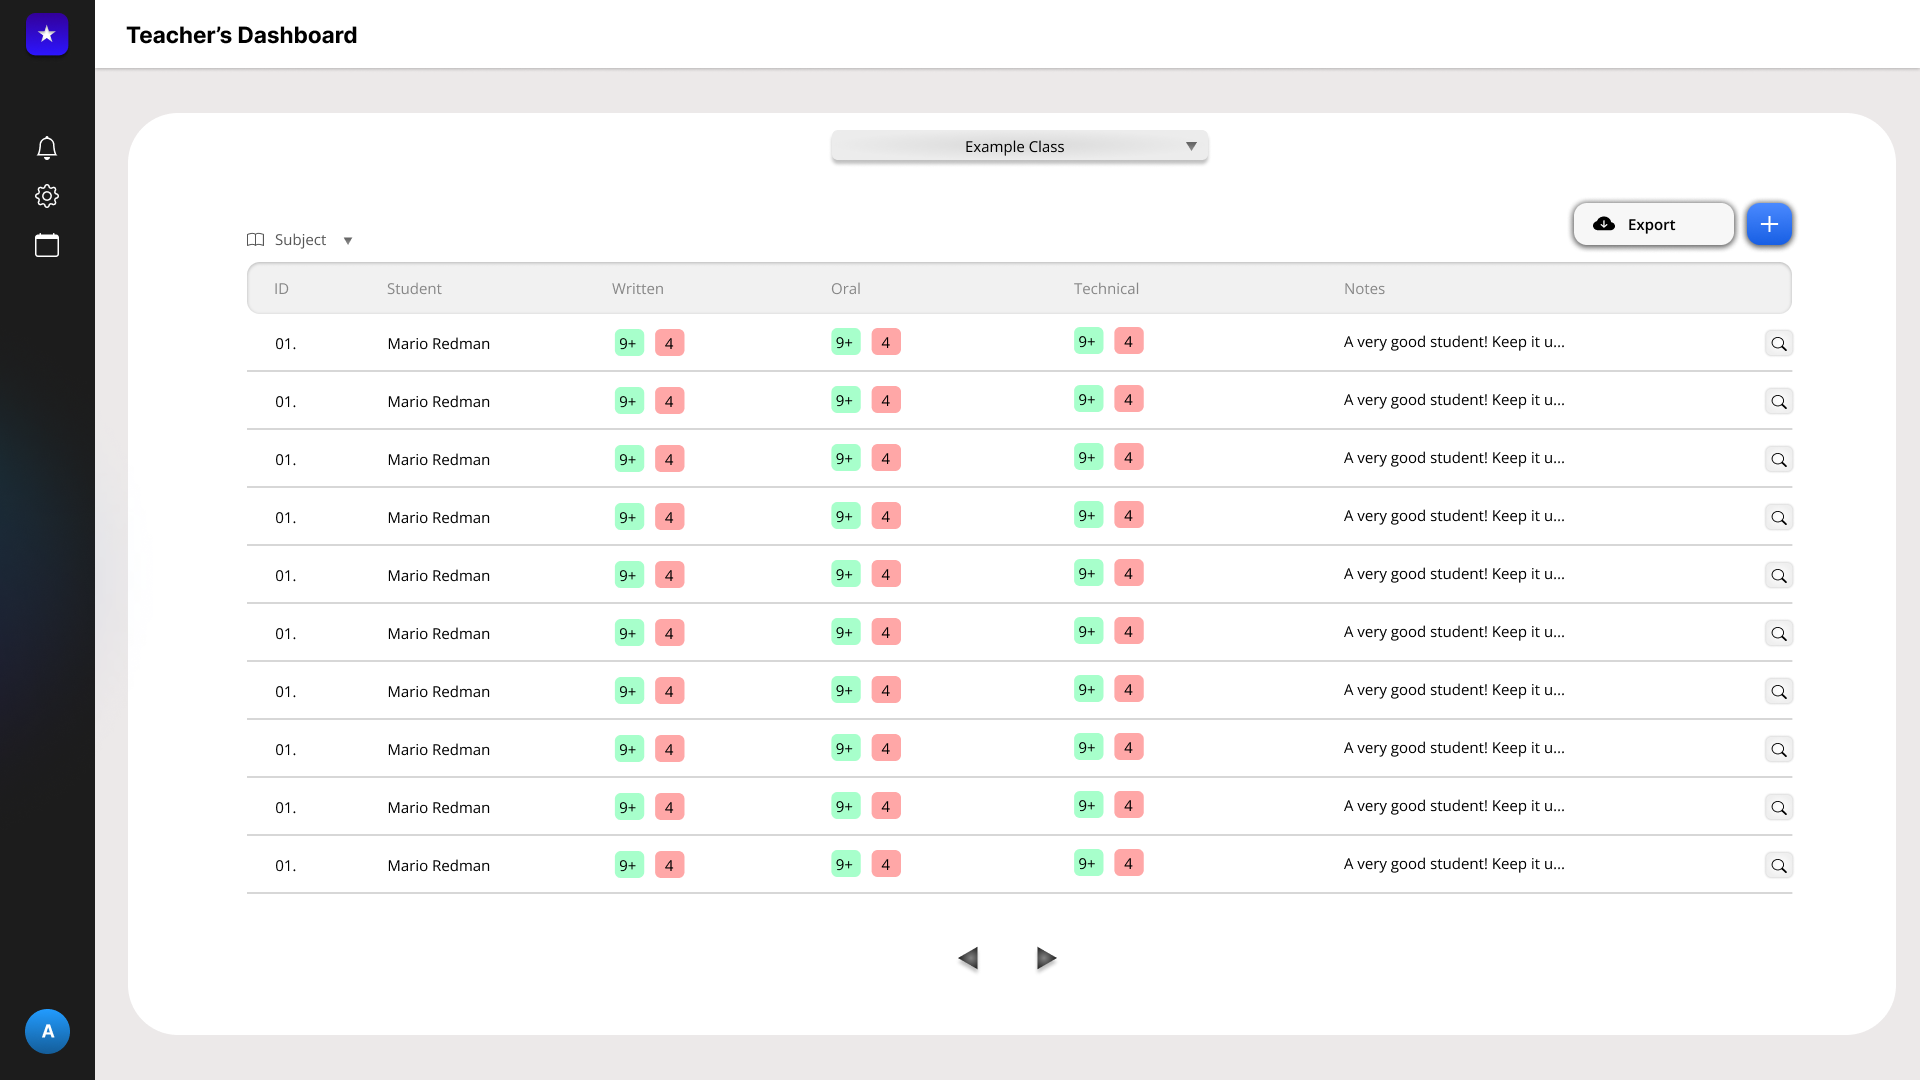 Teacher’s Dashboard
Example Class
Subject
Export
ID Student Written Oral Technical Notes
01. Mario Redman 9+ 4 9+ 4 9+ 4 A very good student! Keep it u...
01. Mario Redman 9+ 4 9+ 4 9+ 4 A very good student! Keep it u...
01. Mario Redman 9+ 4 9+ 4 9+ 4 A very good student! Keep it u...
01. Mario Redman 9+ 4 9+ 4 9+ 4 A very good student! Keep it u...
01. Mario Redman 9+ 4 9+ 4 9+ 4 A very good student! Keep it u...
01. Mario Redman 9+ 4 9+ 4 9+ 4 A very good student! Keep it u...
01. Mario Redman 9+ 4 9+ 4 9+ 4 A very good student! Keep it u...
01. Mario Redman 9+ 4 9+ 4 9+ 4 A very good student! Keep it u...
01. Mario Redman 9+ 4 9+ 4 9+ 4 A very good student! Keep it u...
01. Mario Redman 9+ 4 9+ 4 9+ 4 A very good student! Keep it u...
A